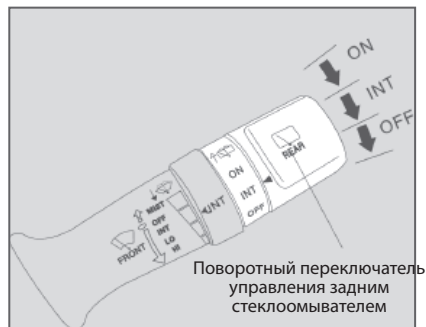 ON
INT
OFF
REAR
ON
INT
OFF
INT
MIST
OFF
INT
LO
HI
FRONT
Поворотный переключатель
управления задним
стеклоомывателем